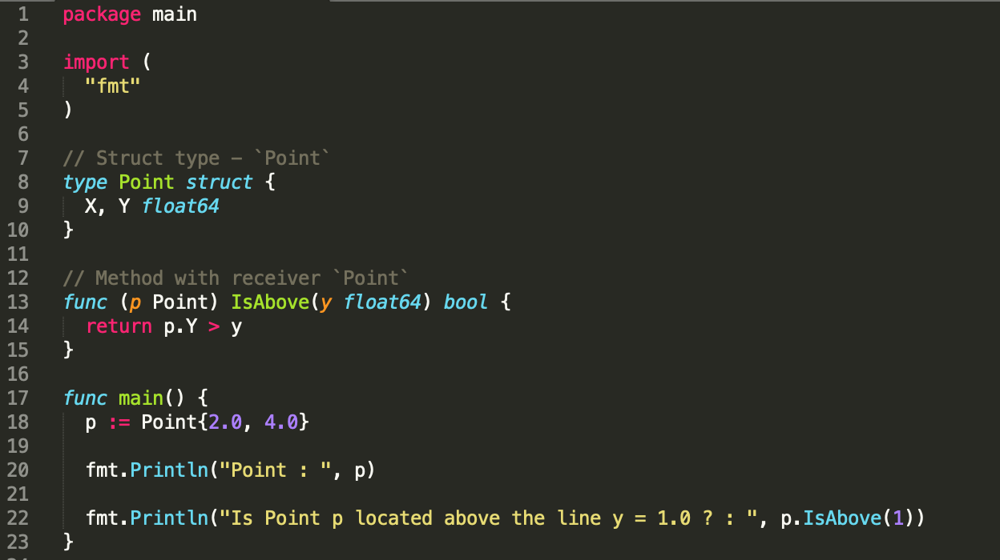 1 package main
2
3 import (
4   "fmt"
5 )
6
7 // Struct type – `Point`
8 type Point struct {
9   X, Y float64
10 }
11
12 // Method with receiver `Point`
13 func (p Point) IsAbove(y float64) bool {
14   return p.Y > y
15 }
16
17 func main() {
18   p := Point{2.0, 4.0}
19
20   fmt.Println("Point : ", p)
21
22   fmt.Println("Is Point p located above the line y = 1.0 ? : ", p.IsAbove(1))
23 }